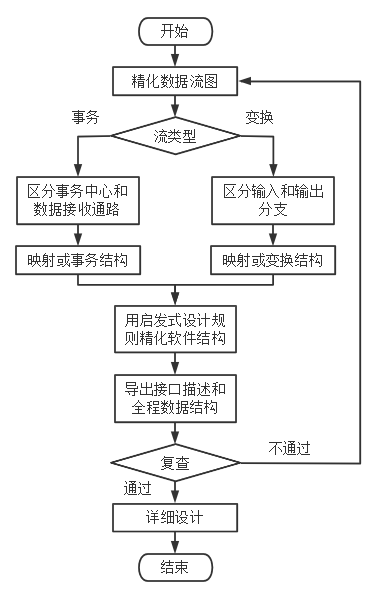 开始
精化数据流图
事务
变换
流类型
区分事务中心和
数据接收通路
区分输入和输出
分支
映射或事务结构
映射或变换结构
用启发式设计规
则精化软件结构
导出接口描述和
全程数据结构
复查
不通过
通过
详细设计
结束